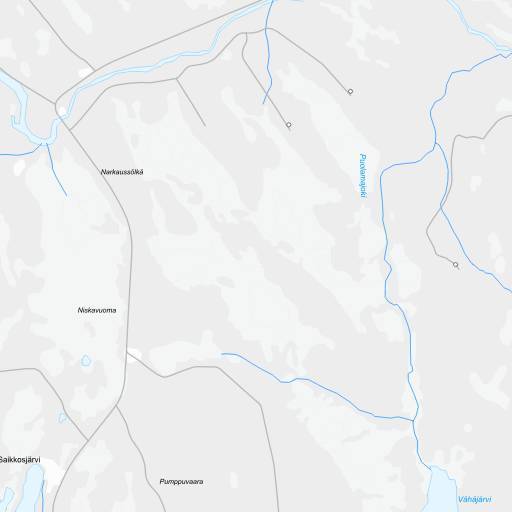 Narkaussölkä
Puolamajoki
Niskavuoma
Saikkosjärvi
Pumppuvaara
Vähäjärvi